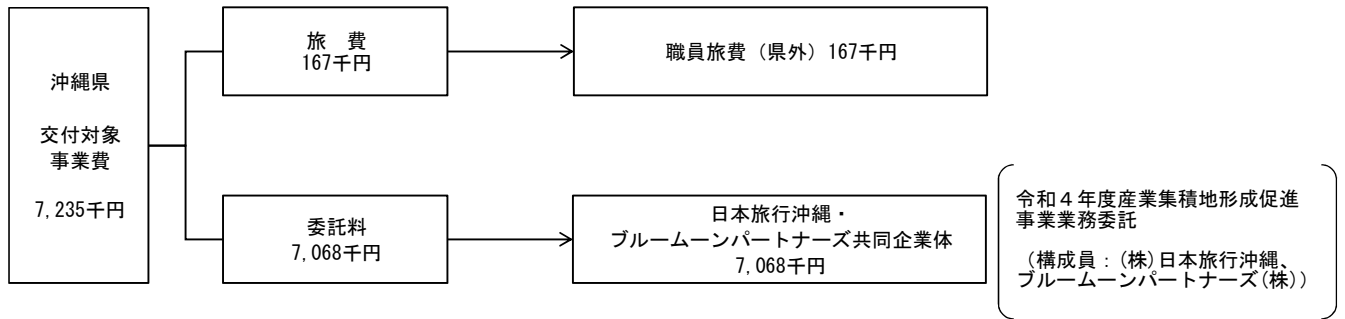 沖縄県
交付対象
事業費
7,235千円
旅　費
167千円
職員旅費（県外）167千円
委託料
7,068千円
日本旅行沖縄・
ブルームーンパートナーズ共同企業体
7,068千円
令和４年度産業集積地形成促進
事業業務委託
（構成員：(株)日本旅行沖縄、
ブルームーンパートナーズ(株)）